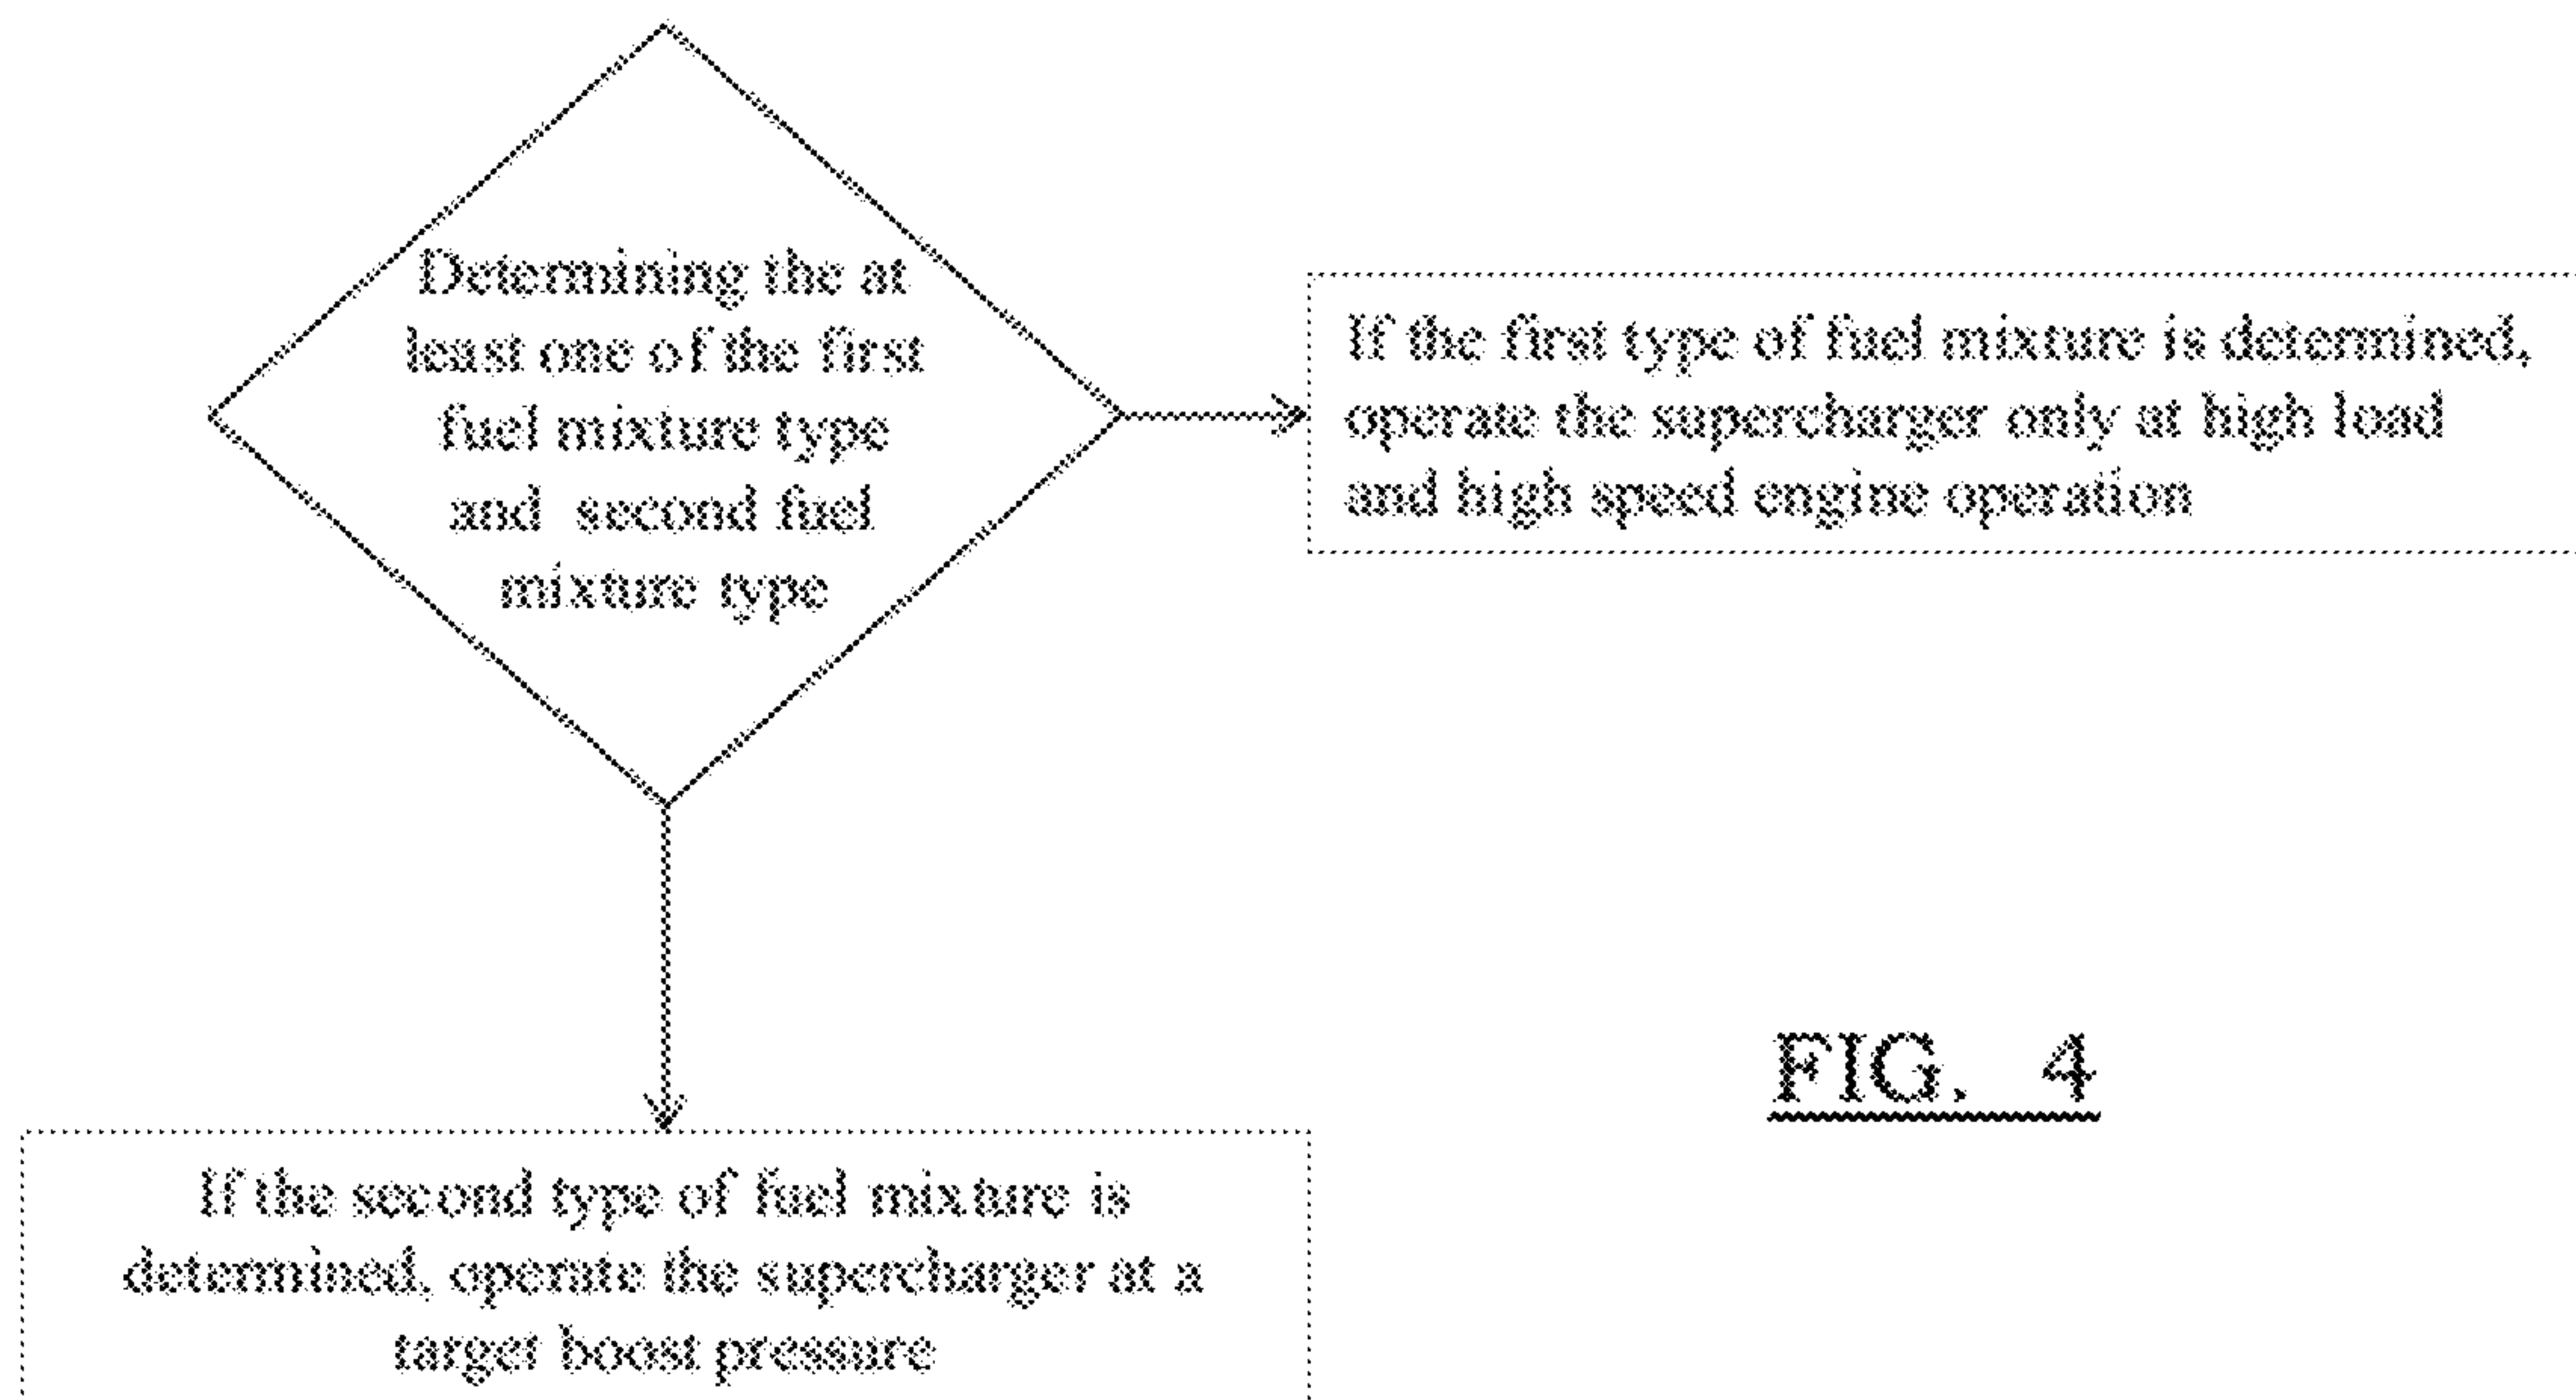 Determining the at
least one of the first
fuel mixture type
and second fuel
mixture type
If the first type of fuel mixture is determined,
operate the supercharger only at high load
and high speed engine operation
If the second type of fuel mixture is
determined, operate the supercharger at a
target boost pressure
FIG. 4